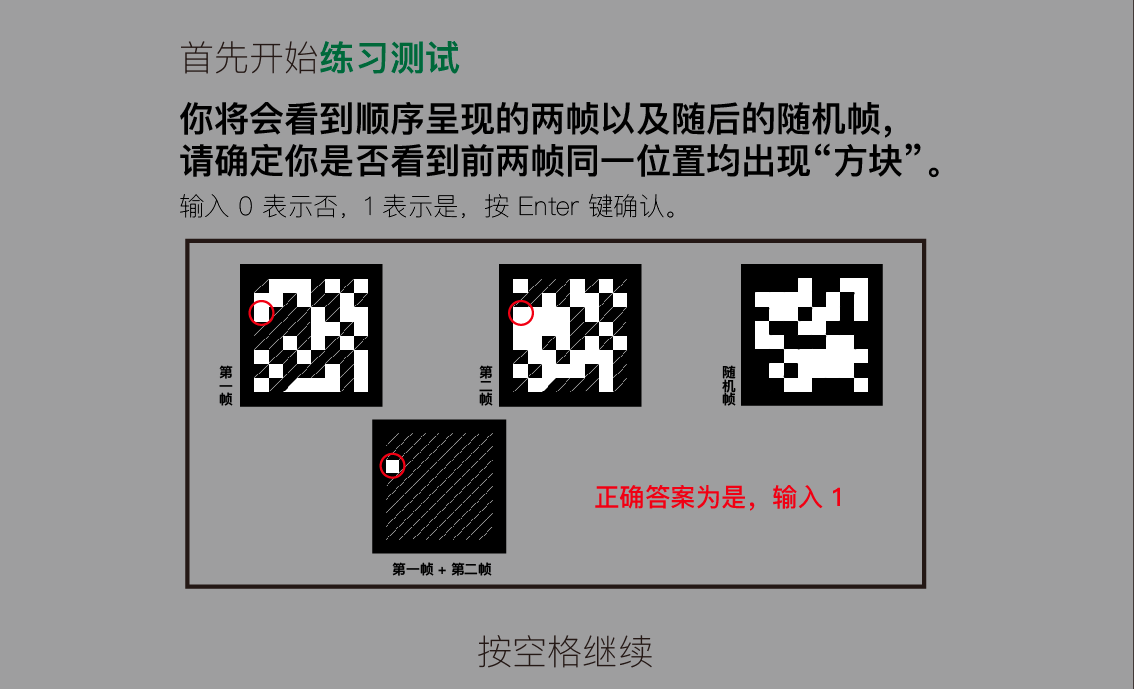 首先开始练习测试
你将会看到顺序呈现的两帧以及随后的随机帧，
请确定你是否看到前两帧同一位置均出现“方块”。
输入 0 表示否，1 表示是，按 Enter 键确认。
第一帧
第二帧
随机帧
正确答案为是，输入 1
第一帧 + 第二帧
按空格继续